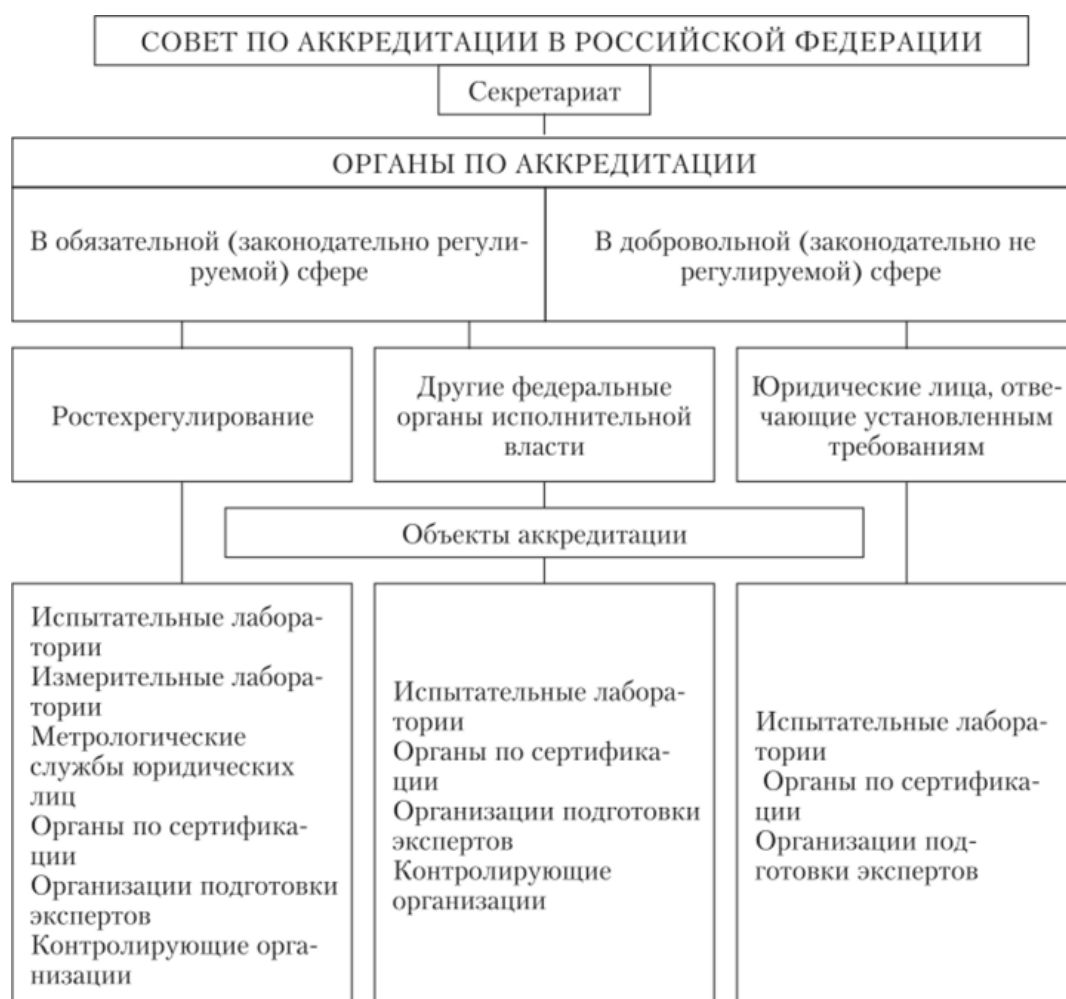 СОВЕТ ПО АККРЕДИТАЦИИ В РОССИЙСКОЙ ФЕДЕРАЦИИ
Секретариат
ОРГАНЫ ПО АККРЕДИТАЦИИ
В обязательной (законодательно регули-
руемой) сфере
В добровольной (законодательно не
регулируемой) сфере
Ростехрегулирование
Другие федеральные
органы исполнительной
власти
Юридические лица, отве-
чающие установленным
требованиям
Объекты аккредитации
Испытательные лабора-
тории
Измерительные лабора-
тории
Метрологические
службы юридических
лиц
Органы по сертифика-
ции
Организации подготовки
экспертов
Контролирующие орга-
низации
Испытательные лабора-
тории
Органы по сертифика-
ции
Организации подготовки
экспертов
Контролирующие
организации
Испытательные лабора-
тории
Органы по сертифика-
ции
Организации под-
готовки экспертов